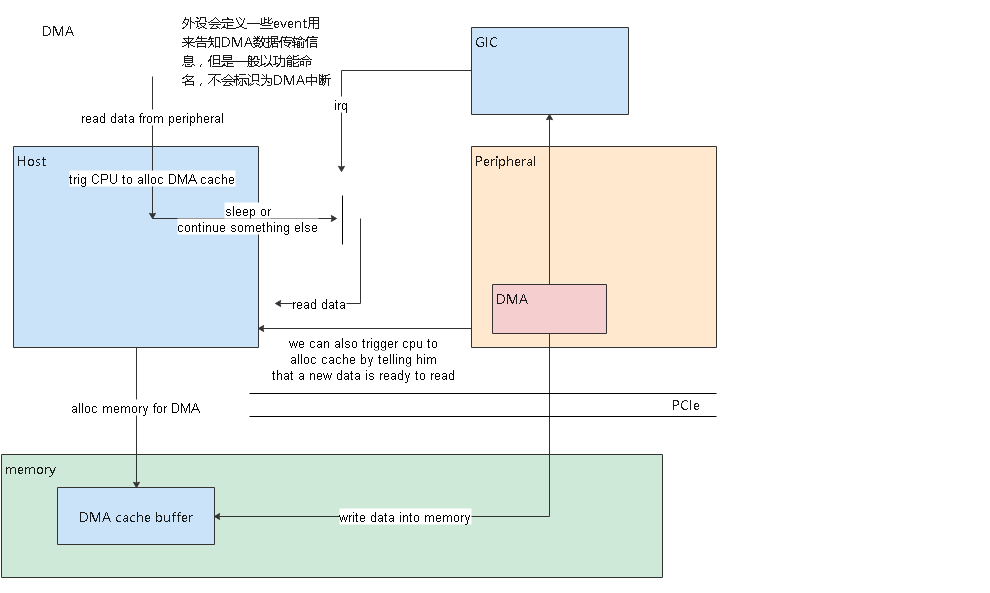 DMA
外设会定义一些event用
来告知DMA数据传输信
息，但是一般以功能命
名，不会标识为DMA中断
GIC
irq
read data from peripheral
Host
Peripheral
trig CPU to alloc DMA cache
sleep or
continue something else
DMA
read data
we can also trigger cpu to
alloc cache by telling him
that a new data is ready to read
alloc memory for DMA
PCIe
memory
DMA cache buffer
write data into memory